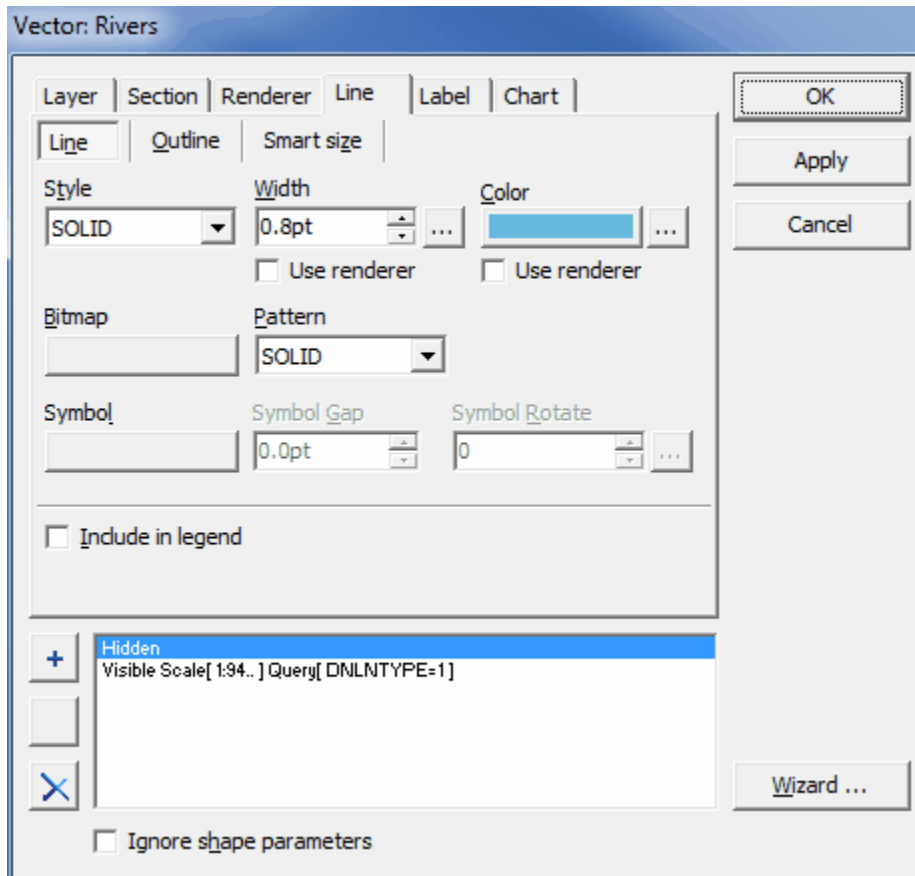 Vector: Rivers
Layer Section Renderer Line Label Chart
OK
Line Outline Smart size
Apply
Style Width Color
SOLID 0.8pt ... ...
Cancel
Use renderer Use renderer
Bitmap Pattern
SOLID
Symbol Symbol Gap Symbol Rotate
0.0pt 0 ...
Include in legend
+
Hidden
Visible Scale[ 1:94.. ] Query[ DNLNTYPE=1]
Wizard ...
Ignore shape parameters